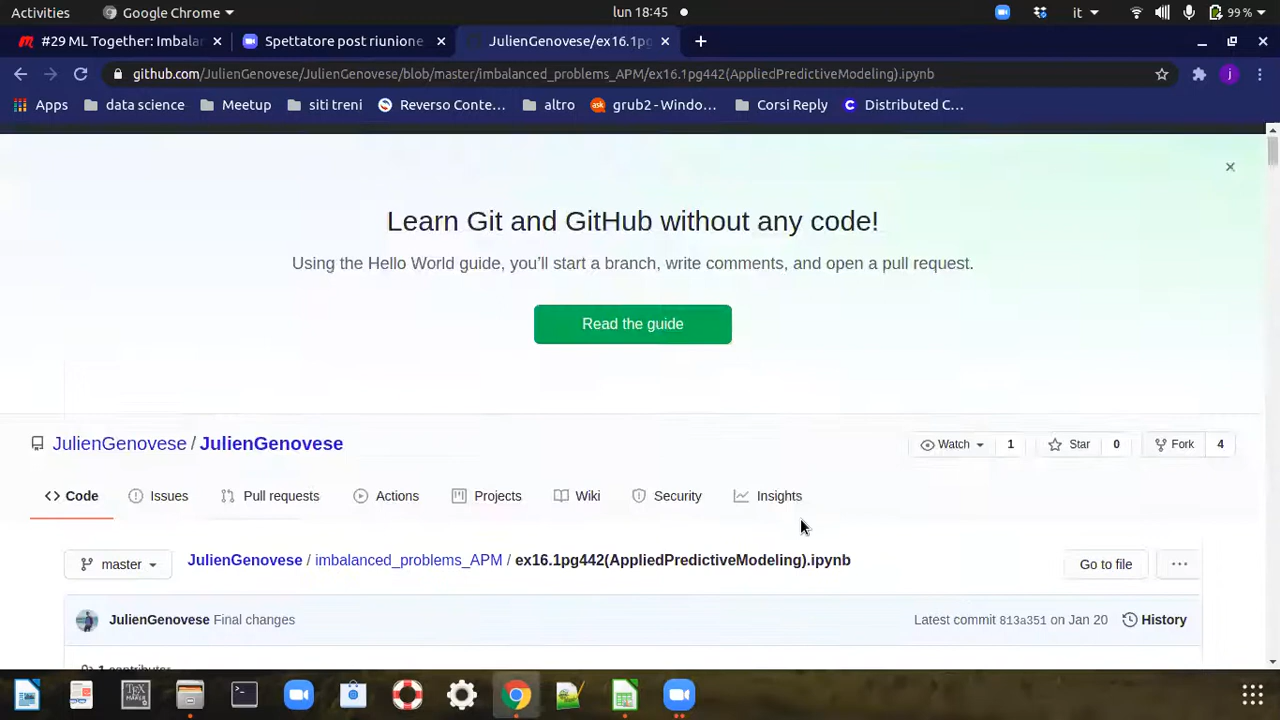 Activities Google Chrome lun 18:45 it 99 %
#29 ML Together: Imbalan Spettatore post riunione JulienGenovese/ex16.1pg
github.com/JulienGenovese/JulienGenovese/blob/master/imbalanced_problems_APM/ex16.1pg442(AppliedPredictiveModeling).ipynb
Apps data science Meetup siti treni Reverso Conte... altro grub2 - Windo... Corsi Reply Distributed C...
Learn Git and GitHub without any code!
Using the Hello World guide, you’ll start a branch, write comments, and open a pull request.
Read the guide
JulienGenovese / JulienGenovese Watch 1 Star 0 Fork 4
Code Issues Pull requests Actions Projects Wiki Security Insights
master JulienGenovese / imbalanced_problems_APM / ex16.1pg442(AppliedPredictiveModeling).ipynb Go to file ...
JulienGenovese Final changes Latest commit 813a351 on Jan 20 History
1 contributor